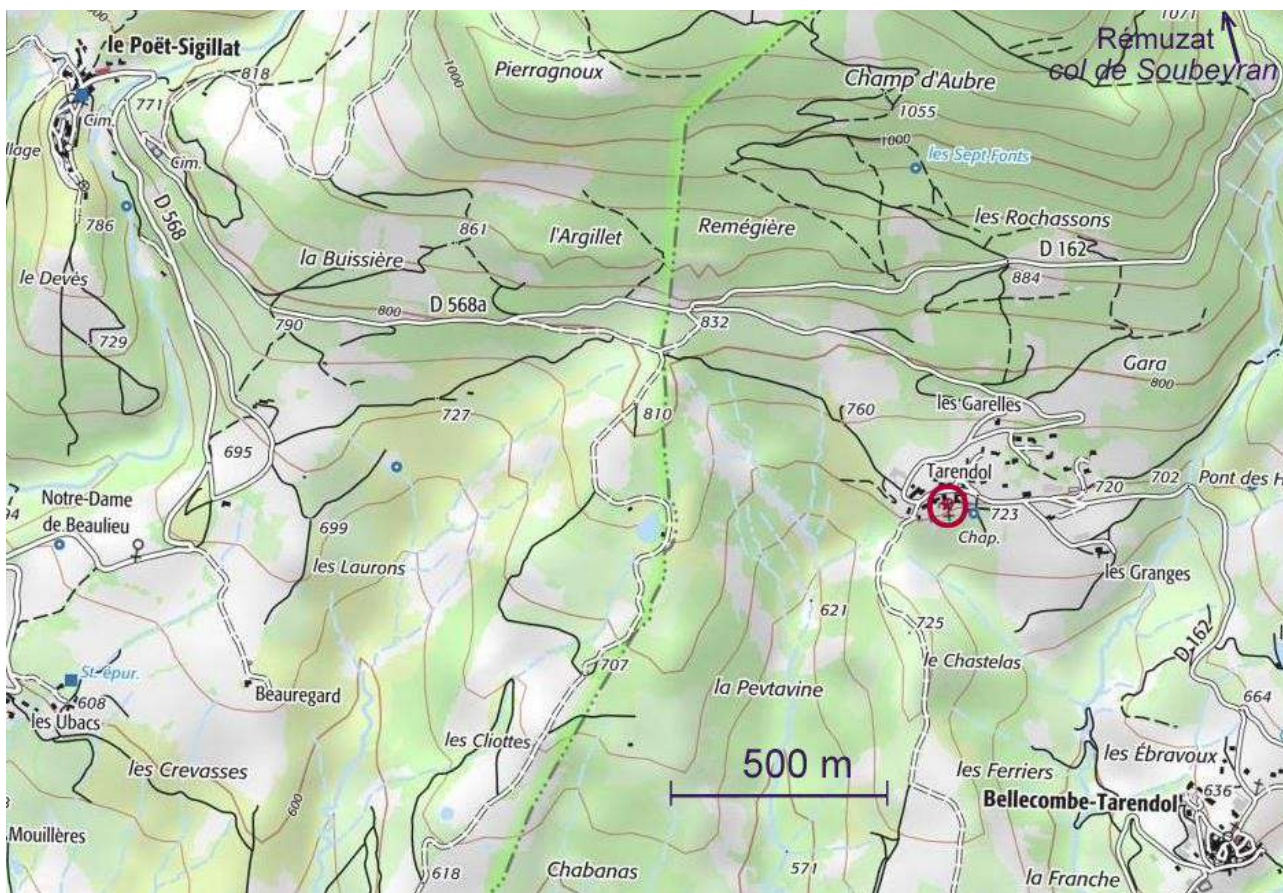 1071
Rémuzat
col de Soubeyran
le Poët-Sigillat
818
Pierragnoux
1000
Champ d'Aubre
1055
771
Cim.
1000
llage
Cim.
les Sept Fonts
786
D 568
861
l'Argillet
Remégière
les Rochassons
la Buissière
D 162
le Devès
884
D 568a
800
790
832
729
Gara
800
727
810
760
les Garelles
695
Tarendol
702
Pont des H
Notre-Dame
de Beaulieu
720
94
699
723
Chap.
les Laurons
les Granges
621
725
D 162
le Chastelas
707
St. épur.
la Peytavine
664
608
Beauregard
les Ubacs
les Cliottes
500 m
les Ébravoux
les Crevasses
les Ferriers
600
Bellecombe-Tarendol
636
Mouillères
618
Chabanas
571
la Franche